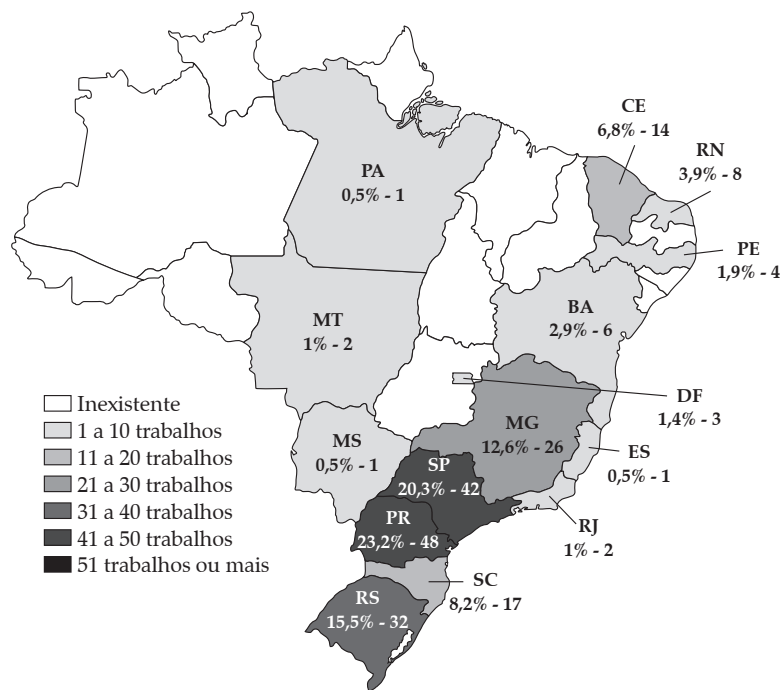 CE
6,8% - 14
RN
3,9% - 8
PA
0,5% - 1
PE
1,9% - 4
BA
2,9% - 6
MT
1% - 2
DF
1,4% - 3
MG
12,6% - 26
ES
0,5% - 1
MS
0,5% - 1
SP
20,3% - 42
RJ
1% - 2
PR
23,2% - 48
SC
8,2% - 17
RS
15,5% - 32
Inexistente
1 a 10 trabalhos
11 a 20 trabalhos
21 a 30 trabalhos
31 a 40 trabalhos
41 a 50 trabalhos
51 trabalhos ou mais